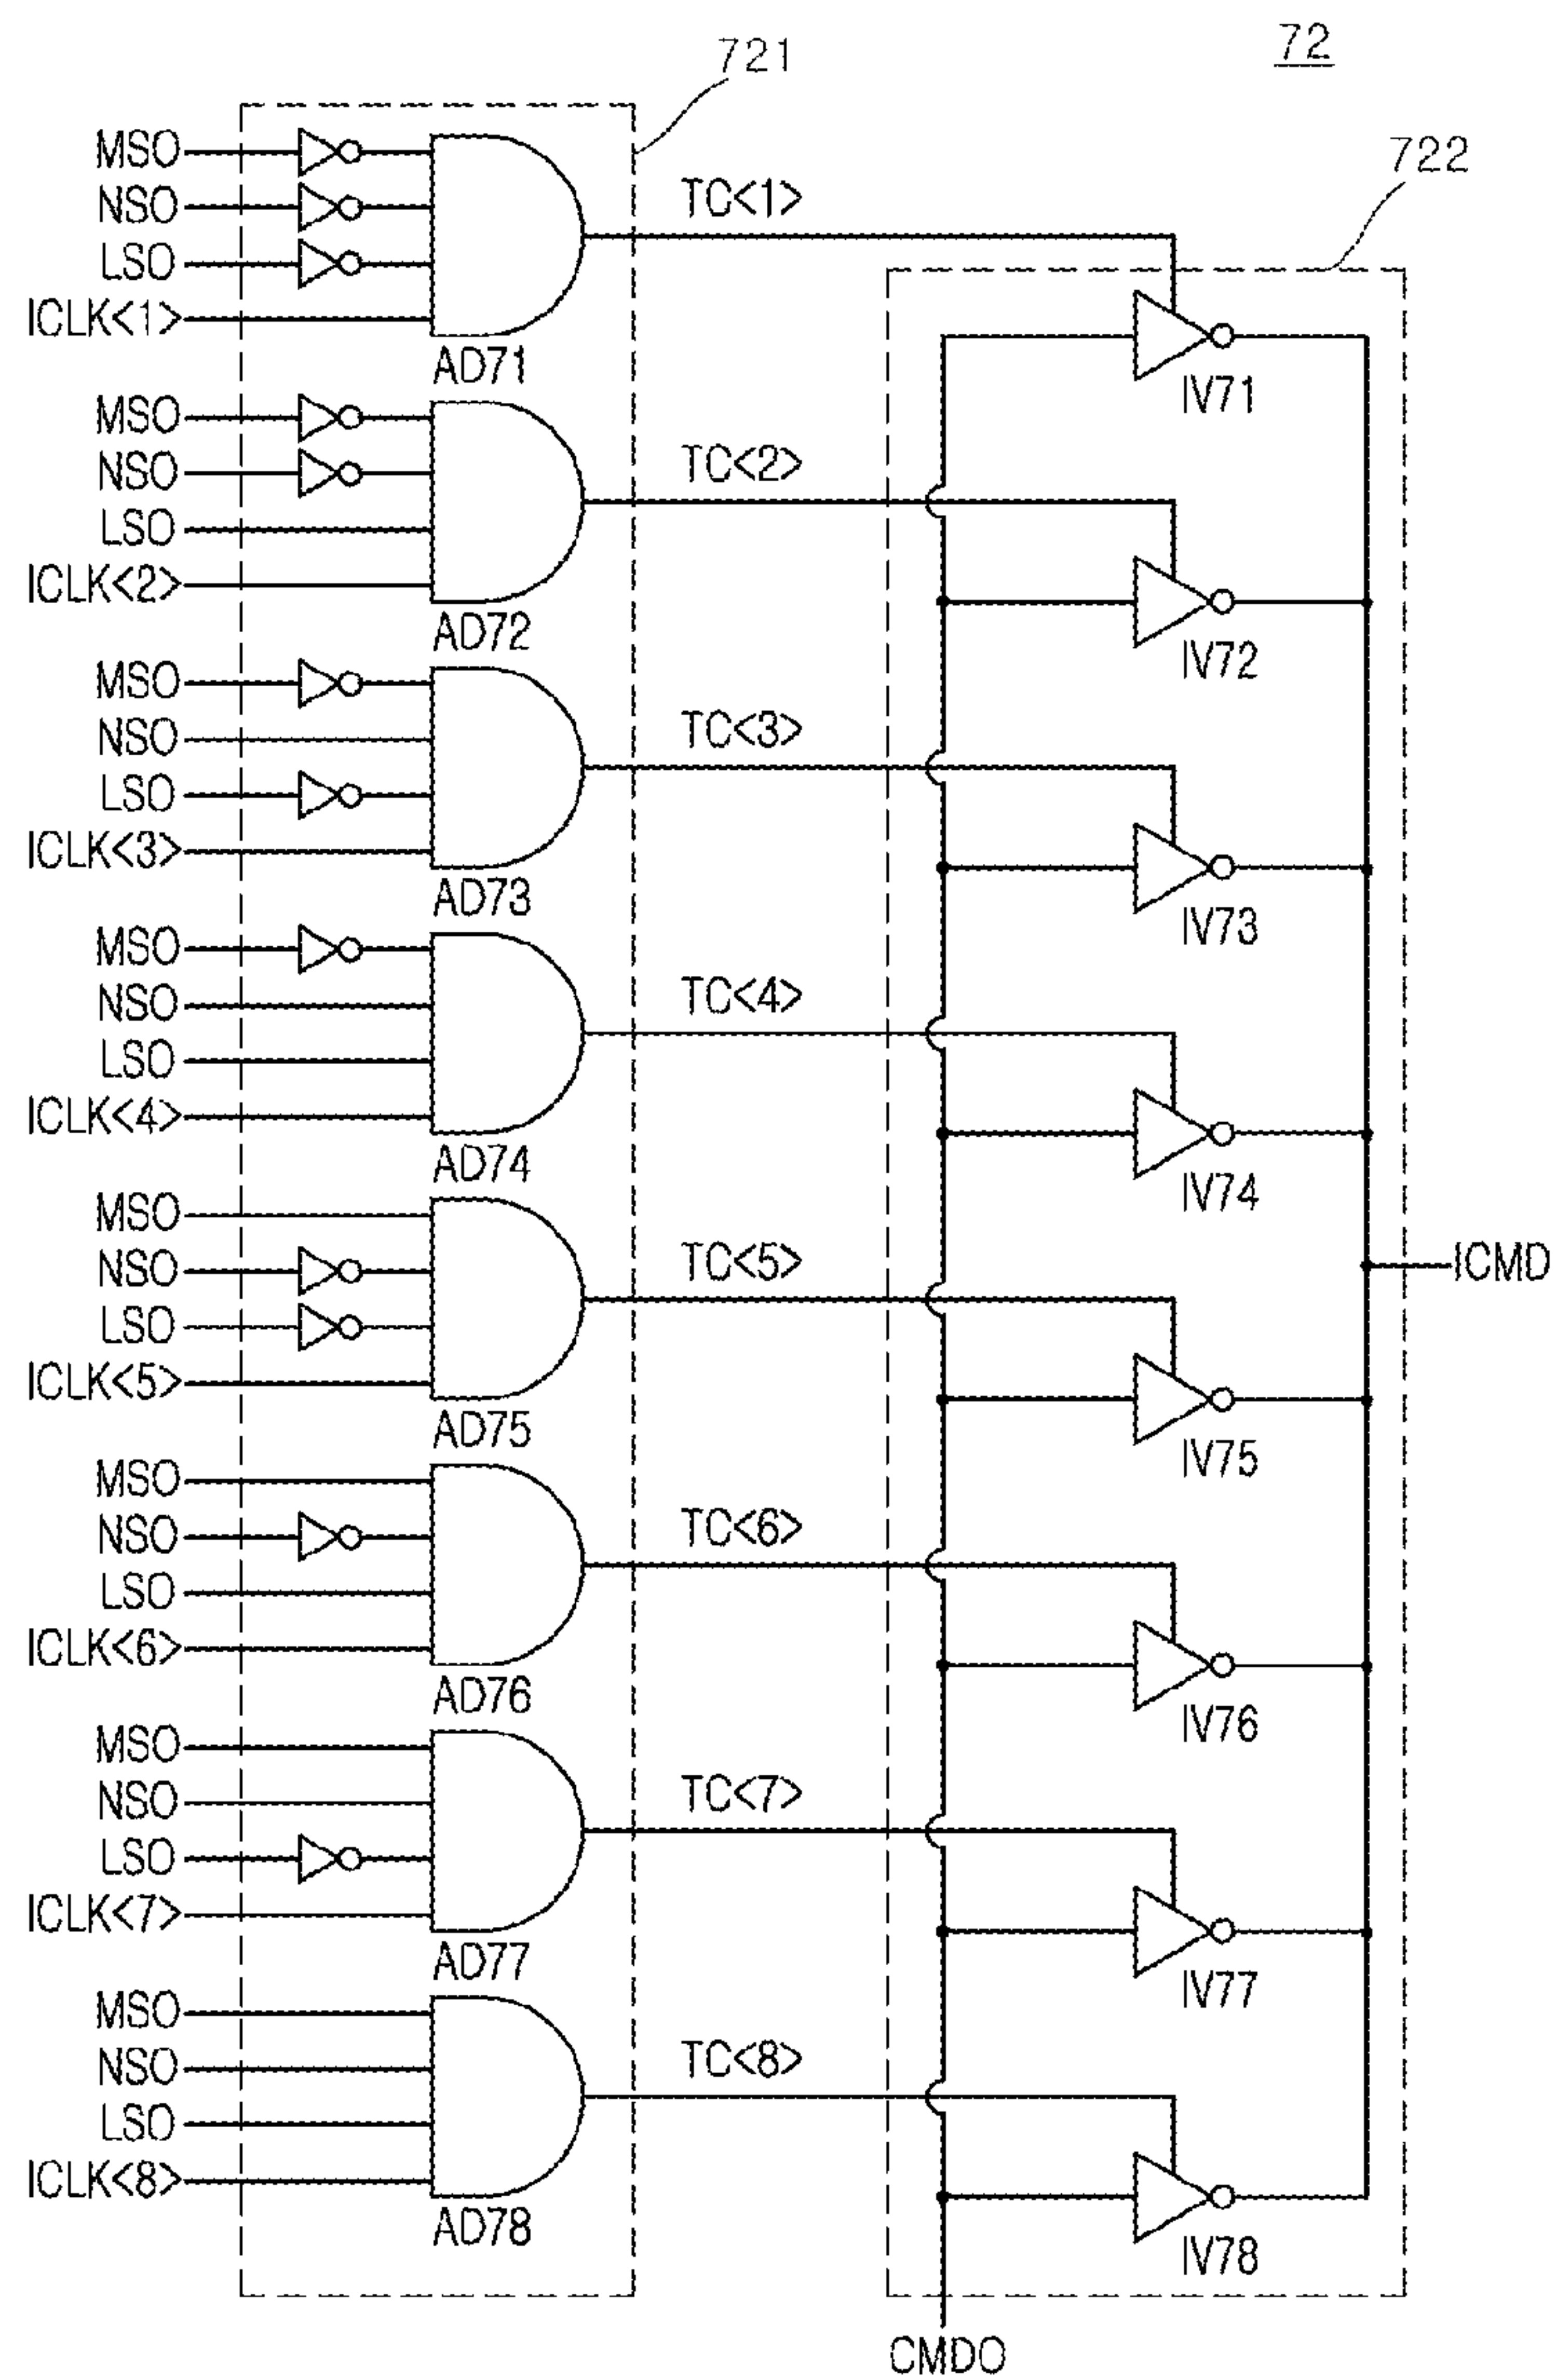 72
721
722
MSO
NSO
LSO
ICLK<1>
AD71
TC<1>
IV71
MSO
NSO
LSO
ICLK<2>
AD72
TC<2>
IV72
MSO
NSO
LSO
ICLK<3>
AD73
TC<3>
IV73
MSO
NSO
LSO
ICLK<4>
AD74
TC<4>
IV74
MSO
NSO
LSO
ICLK<5>
AD75
TC<5>
IV75
ICMD
MSO
NSO
LSO
ICLK<6>
AD76
TC<6>
IV76
MSO
NSO
LSO
ICLK<7>
AD77
TC<7>
IV77
MSO
NSO
LSO
ICLK<8>
AD78
TC<8>
IV78
CMDO